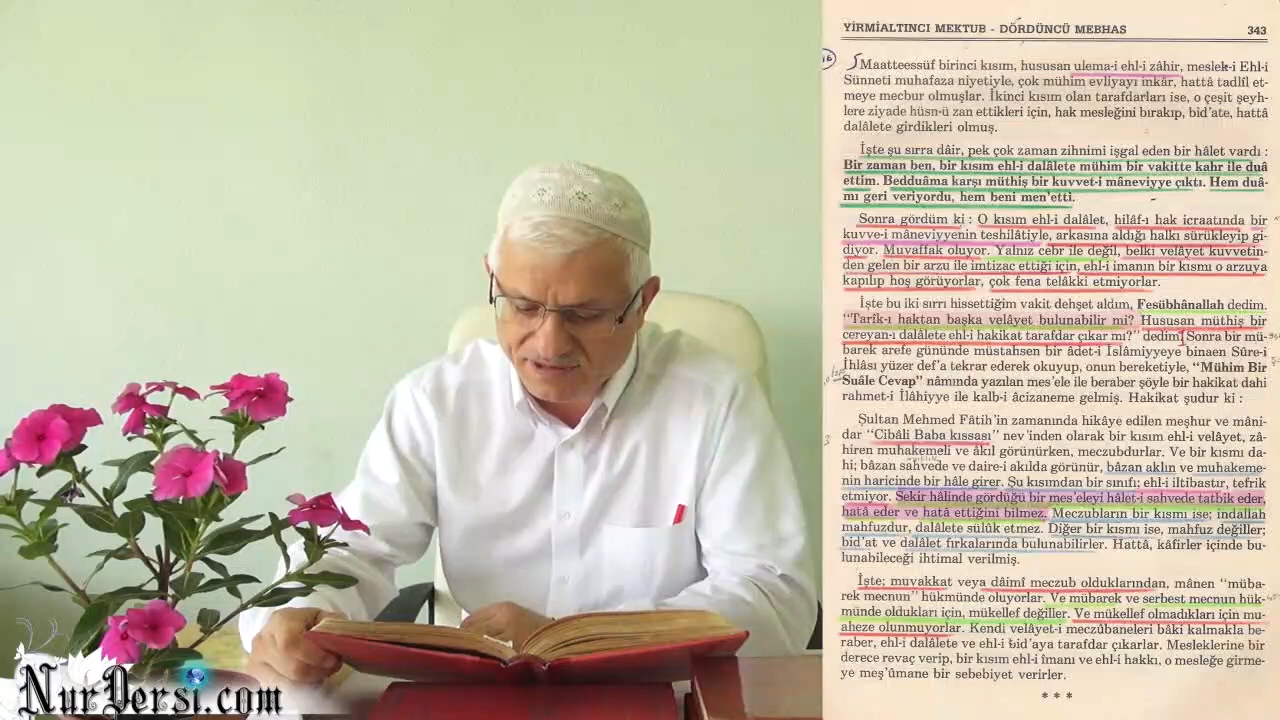 YİRMİALTINCI MEKTUB - DÖRDÜNCÜ MEBHAS 343
Maatteessüf birinci kısım, hususan ulema-i ehl-i zâhir, meslek-i Ehl-i
Sünneti muhafaza niyetiyle, çok mühim evliyayı inkâr, hattâ tadlîl et-
meye mecbur olmuşlar. İkinci kısım olan tarafdarları ise, o çeşit şeyh-
lere ziyade hüsn-ü zan ettikleri için, hak mesleğini bırakıp, bid'ate, hattâ
dalâlete girdikleri olmuş.
İşte şu sırra dâir, pek çok zaman zihnimi işgal eden bir hâlet vardı :
Bir zaman ben, bir kısım ehl-i dalâlete mühim bir vakitte kahr ile duâ
ettim. Bedduâma karşı müthiş bir kuvvet-i mâneviyye çıktı. Hem duâ-
mı geri veriyordu, hem beni men'etti.
Sonra gördüm ki : O kısım ehl-i dalâlet, hilâf-ı hak icraatında bir
kuvve-i mâneviyyenin teshilâtiyle, arkasına aldığı halkı sürükleyip gi-
diyor. Muvaffak oluyor. Yalnız cebr ile değil, belki velâyet kuvvetin-
den gelen bir arzu ile imtizac ettiği için, ehl-i imanın bir kısmı o arzuya
kapılıp hoş görüyorlar, çok fena telâkki etmiyorlar.
İşte bu iki sırrı hissettiğim vakit dehşet aldım, Fesübhânallah dedim.
"Tarîk-ı haktan başka velâyet bulunabilir mi? Hususan müthiş bir
cereyan-ı dalâlete ehl-i hakikat tarafdar çıkar mı?" dedim. Sonra bir mü-
barek arefe gününde müstahsen bir âdet-i İslâmiyyeye binaen Sûre-i
İhlâsı yüzer def'a tekrar ederek okuyup, onun bereketiyle, "Mühim Bir
Suâle Cevap" nâmında yazılan mes'ele ile beraber şöyle bir hakikat dahi
rahmet-i İlâhiyye ile kalb-i âcizaneme gelmiş. Hakikat şudur ki :
Sultan Mehmed Fâtih'in zamanında hikâye edilen meşhur ve mâni-
dar "Cibâli Baba kıssası" nev'inden olarak bir kısım ehl-i velâyet, zâ-
hiren muhakemeli ve âkıl görünürken, meczubdurlar. Ve bir kısmı da-
hi; bâzan sahvede ve daire-i akılda görünür, bâzan aklın ve muhakeme-
nin haricinde bir hâle girer. Şu kısımdan bir sınıfı; ehl-i iltibastır, tefrik
etmiyor. Sekir hâlinde gördüğü bir mes'eleyi hâlet-i sahvede tatbik eder,
hatâ eder ve hatâ ettiğini bilmez. Meczubların bir kısmı ise; indallah
mahfuzdur, dalâlete sülûk etmez. Diğer bir kısmı ise, mahfuz değiller;
bid'at ve dalâlet fırkalarında bulunabilirler. Hattâ, kâfirler içinde bu-
lunabileceği ihtimal verilmiş.
İşte; muvakkat veya dâimî meczub olduklarından, mânen "müba-
rek mecnun" hükmünde oluyorlar. Ve mübarek ve serbest mecnun hük-
münde oldukları için, mükellef değiller. Ve mükellef olmadıkları için mu-
aheze olunmuyorlar. Kendi velâyet-i meczûbaneleri bâki kalmakla be-
raber, ehl-i dalâlete ve ehl-i bid'aya tarafdar çıkarlar. Mesleklerine bir
derece revaç verip, bir kısım ehl-i îmanı ve ehl-i hakkı, o mesleğe girme-
ye meş'ûmane bir sebebiyet verirler.
* * *
NurDersi.com